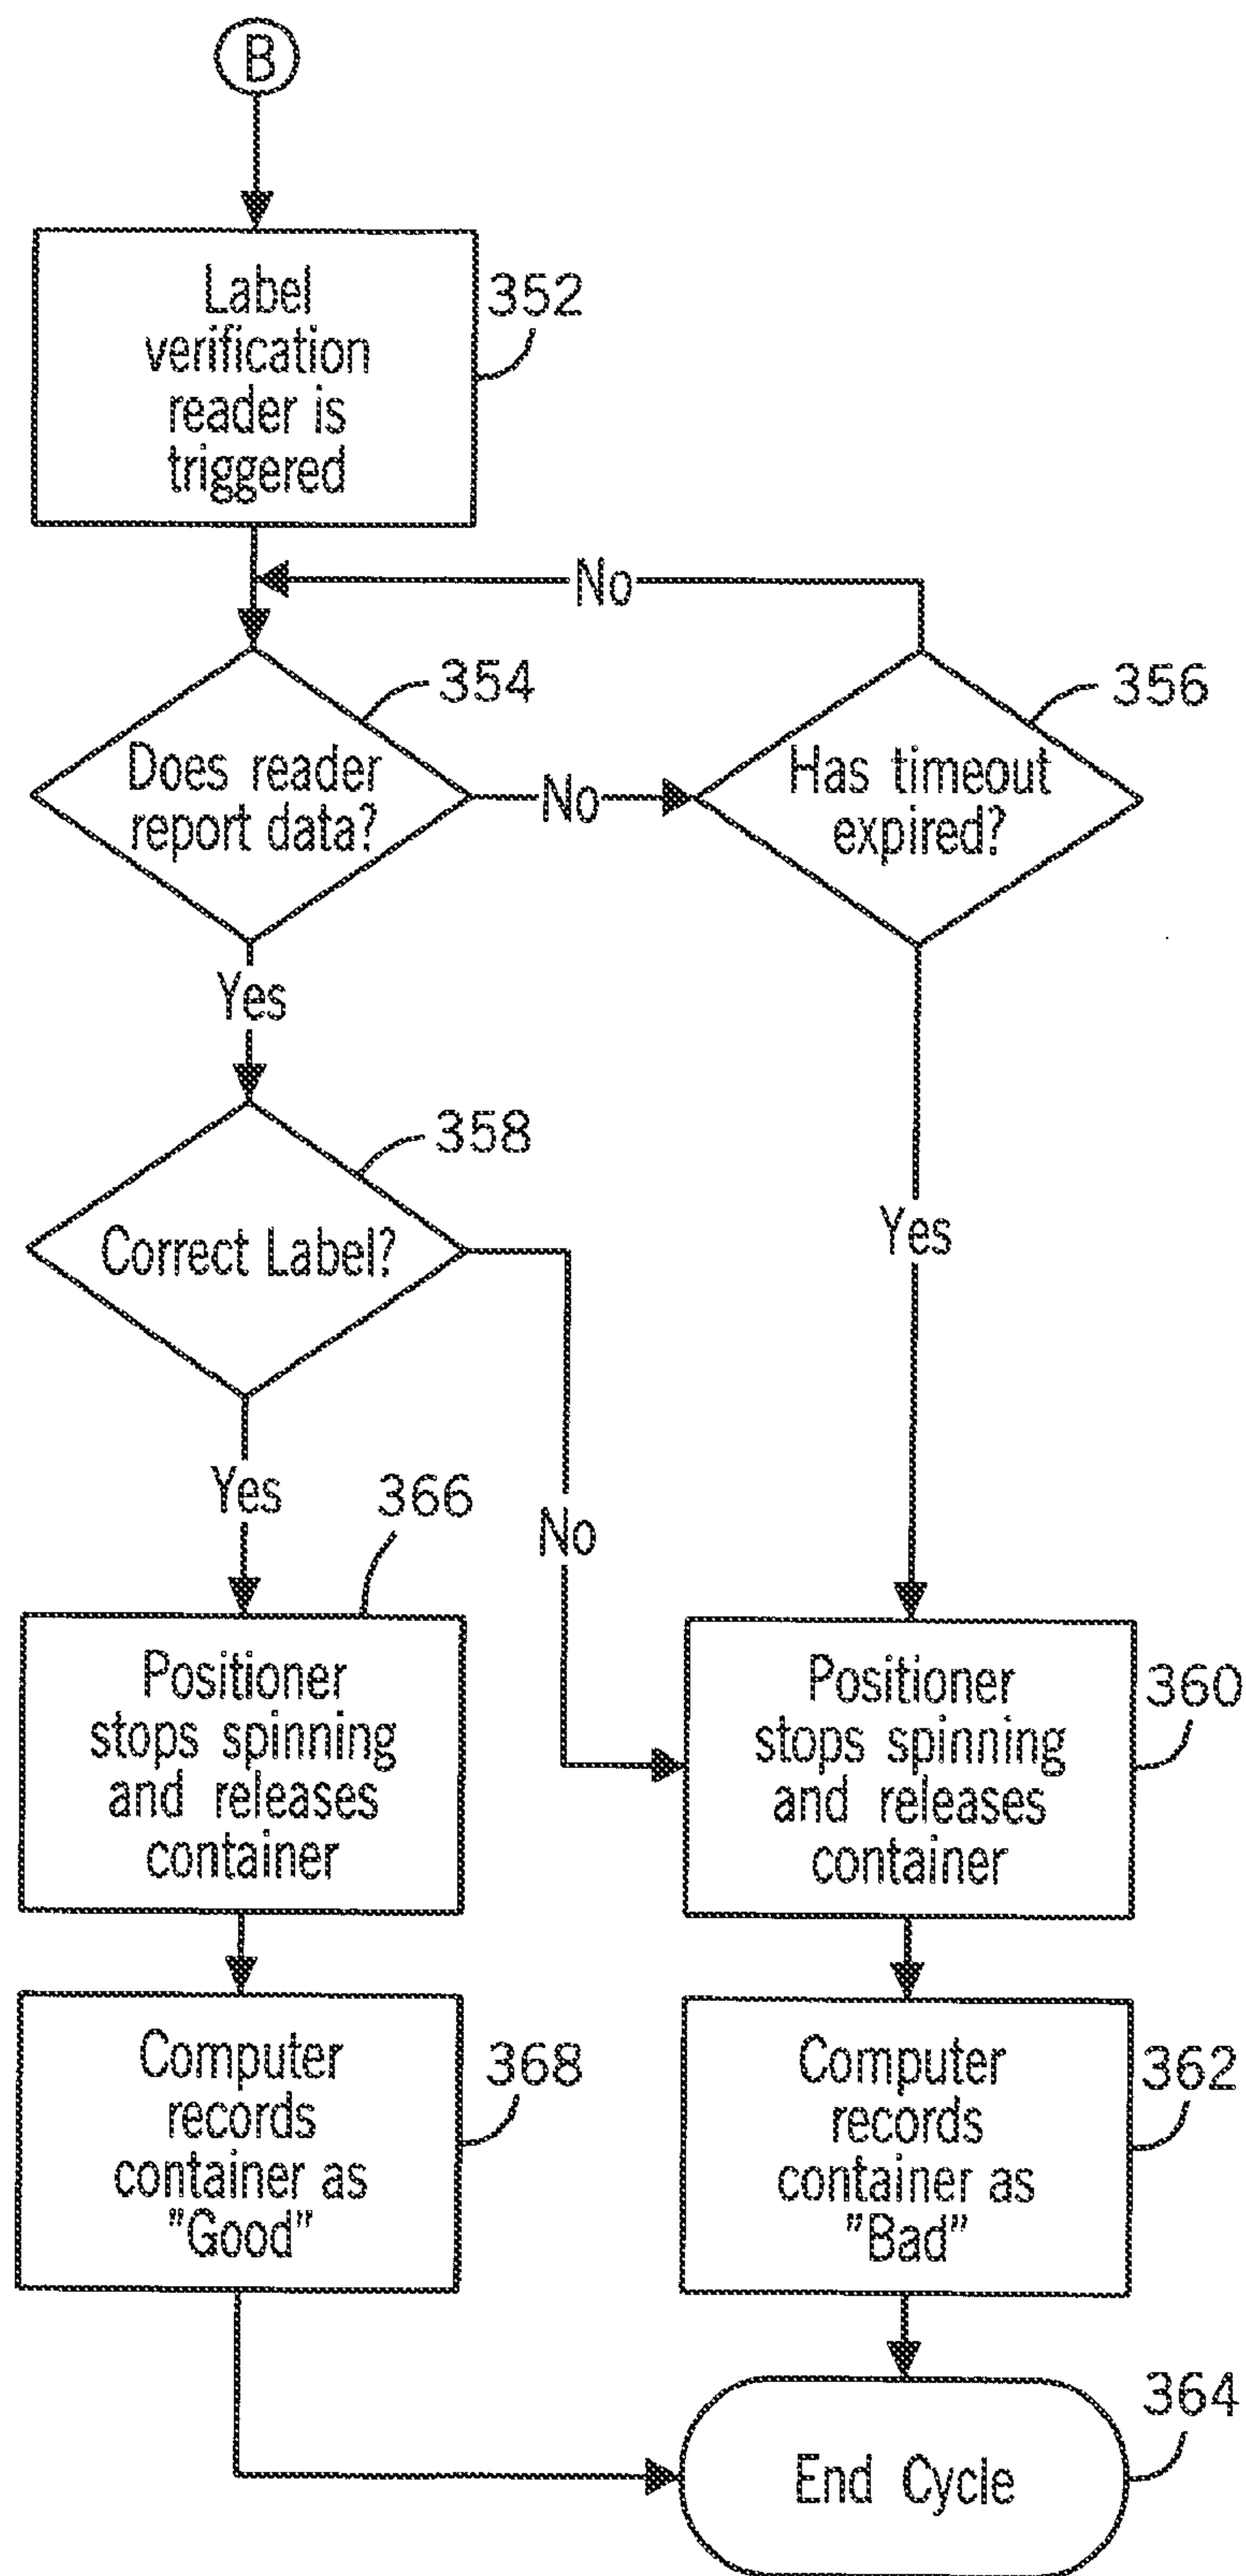 B
Label
verification
reader is
triggered
352
No
354
356
Does reader
report data?
No
Has timeout
expired?
Yes
358
Correct Label?
Yes
Yes
366
No
Positioner
stops spinning
and releases
container
Positioner
stops spinning
and releases
container
360
Computer
records
container as
"Good"
368
Computer
records
container as
"Bad"
362
364
End Cycle